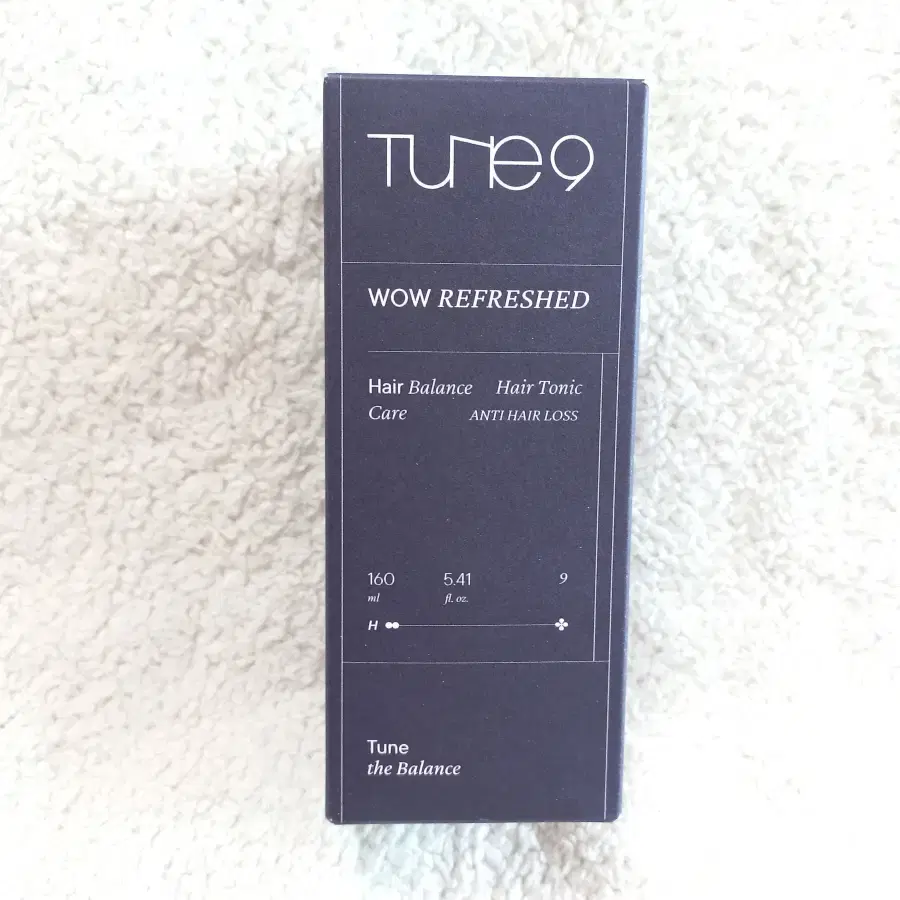 TUNE9
WOW REFRESHED
Hair Balance
Care
Hair Tonic
ANTI HAIR LOSS
160
ml
5.41
fl. oz.
9
H
Tune
the Balance